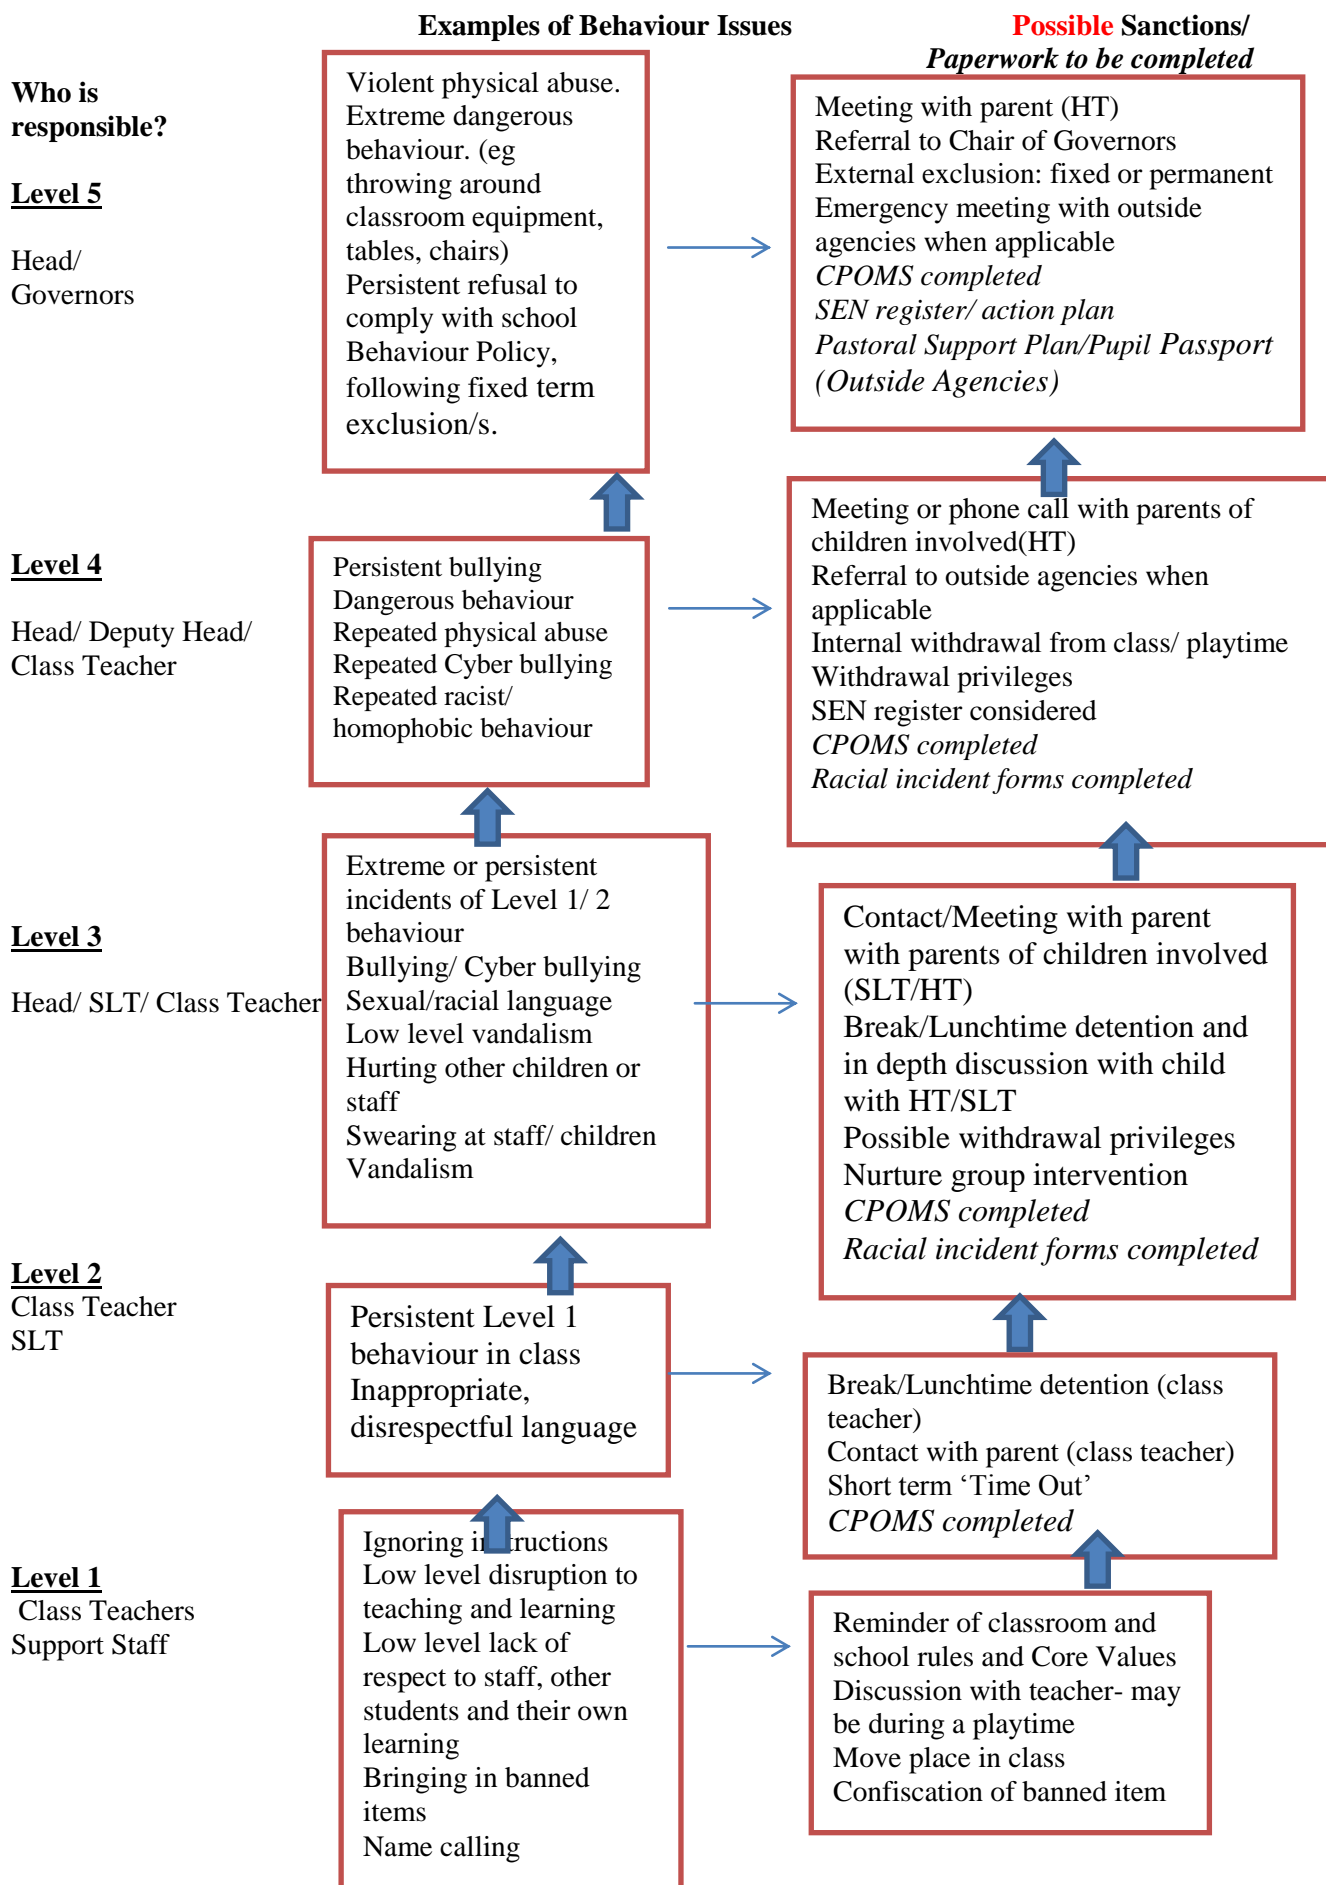 Examples of Behaviour Issues
Possible Sanctions/
Paperwork to be completed
Who is
responsible?
Level 5
Head/
Governors
Violent physical abuse.
Extreme dangerous
behaviour. (eg
throwing around
classroom equipment,
tables, chairs)
Persistent refusal to
comply with school
Behaviour Policy,
following fixed term
exclusion/s.
Meeting with parent (HT)
Referral to Chair of Governors
External exclusion: fixed or permanent
Emergency meeting with outside
agencies when applicable
CPOMS completed
SEN register/ action plan
Pastoral Support Plan/Pupil Passport
(Outside Agencies)
Level 4
Head/ Deputy Head/
Class Teacher
Persistent bullying
Dangerous behaviour
Repeated physical abuse
Repeated Cyber bullying
Repeated racist/
homophobic behaviour
Meeting or phone call with parents of
children involved(HT)
Referral to outside agencies when
applicable
Internal withdrawal from class/ playtime
Withdrawal privileges
SEN register considered
CPOMS completed
Racial incident forms completed
Level 3
Head/ SLT/ Class Teacher
Extreme or persistent
incidents of Level 1/ 2
behaviour
Bullying/ Cyber bullying
Sexual/racial language
Low level vandalism
Hurting other children or
staff
Swearing at staff/ children
Vandalism
Contact/Meeting with parent
with parents of children involved
(SLT/HT)
Break/Lunchtime detention and
in depth discussion with child
with HT/SLT
Possible withdrawal privileges
Nurture group intervention
CPOMS completed
Racial incident forms completed
Level 2
Class Teacher
SLT
Persistent Level 1
behaviour in class
Inappropriate,
disrespectful language
Break/Lunchtime detention (class
teacher)
Contact with parent (class teacher)
Short term ‘Time Out’
CPOMS completed
Level 1
Class Teachers
Support Staff
Ignoring instructions
Low level disruption to
teaching and learning
Low level lack of
respect to staff, other
students and their own
learning
Bringing in banned
items
Name calling
Reminder of classroom and
school rules and Core Values
Discussion with teacher- may
be during a playtime
Move place in class
Confiscation of banned item